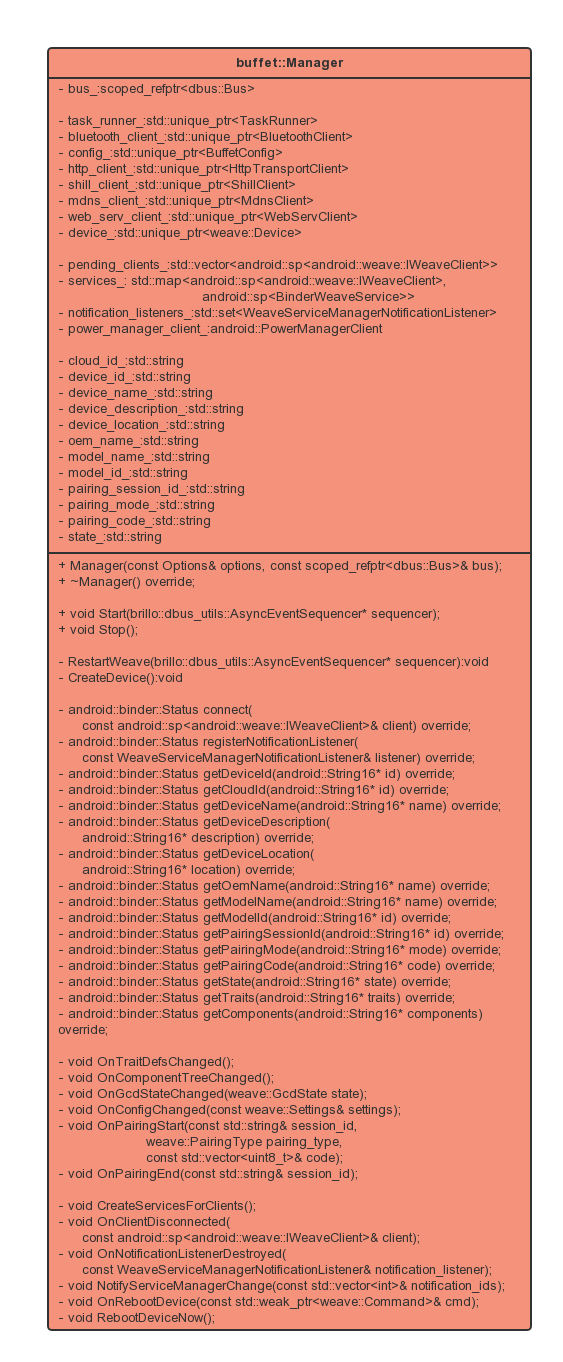 buffet::Manager
- bus_:scoped_refptr<dbus::Bus>
- task_runner_:std::unique_ptr<TaskRunner>
- bluetooth_client_:std::unique_ptr<BluetoothClient>
- config_:std::unique_ptr<BuffetConfig>
- http_client_:std::unique_ptr<HttpTransportClient>
- shill_client_:std::unique_ptr<ShillClient>
- mdns_client_:std::unique_ptr<MdnsClient>
- web_serv_client_:std::unique_ptr<WebServClient>
- device_:std::unique_ptr<weave::Device>
- pending_clients_:std::vector<android::sp<android::weave::IWeaveClient>>
- services_: std::map<android::sp<android::weave::IWeaveClient>,
android::sp<BinderWeaveService>>
- notification_listeners_:std::set<WeaveServiceManagerNotificationListener>
- power_manager_client_:android::PowerManagerClient
- cloud_id_:std::string
- device_id_:std::string
- device_name_:std::string
- device_description_:std::string
- device_location_:std::string
- oem_name_:std::string
- model_name_:std::string
- model_id_:std::string
- pairing_session_id_:std::string
- pairing_mode_:std::string
- pairing_code_:std::string
- state_:std::string
+ Manager(const Options& options, const scoped_refptr<dbus::Bus>& bus);
+ ~Manager() override;
+ void Start(brillo::dbus_utils::AsyncEventSequencer* sequencer);
+ void Stop();
- RestartWeave(brillo::dbus_utils::AsyncEventSequencer* sequencer):void
- CreateDevice():void
- android::binder::Status connect(
const android::sp<android::weave::IWeaveClient>& client) override;
- android::binder::Status registerNotificationListener(
const WeaveServiceManagerNotificationListener& listener) override;
- android::binder::Status getDeviceId(android::String16* id) override;
- android::binder::Status getCloudId(android::String16* id) override;
- android::binder::Status getDeviceName(android::String16* name) override;
- android::binder::Status getDeviceDescription(
android::String16* description) override;
- android::binder::Status getDeviceLocation(
android::String16* location) override;
- android::binder::Status getOemName(android::String16* name) override;
- android::binder::Status getModelName(android::String16* name) override;
- android::binder::Status getModelId(android::String16* id) override;
- android::binder::Status getPairingSessionId(android::String16* id) override;
- android::binder::Status getPairingMode(android::String16* mode) override;
- android::binder::Status getPairingCode(android::String16* code) override;
- android::binder::Status getState(android::String16* state) override;
- android::binder::Status getTraits(android::String16* traits) override;
- android::binder::Status getComponents(android::String16* components)
override;
- void OnTraitDefsChanged();
- void OnComponentTreeChanged();
- void OnGcdStateChanged(weave::GcdState state);
- void OnConfigChanged(const weave::Settings& settings);
- void OnPairingStart(const std::string& session_id,
weave::PairingType pairing_type,
const std::vector<uint8_t>& code);
- void OnPairingEnd(const std::string& session_id);
- void CreateServicesForClients();
- void OnClientDisconnected(
const android::sp<android::weave::IWeaveClient>& client);
- void OnNotificationListenerDestroyed(
const WeaveServiceManagerNotificationListener& notification_listener);
- void NotifyServiceManagerChange(const std::vector<int>& notification_ids);
- void OnRebootDevice(const std::weak_ptr<weave::Command>& cmd);
- void RebootDeviceNow();